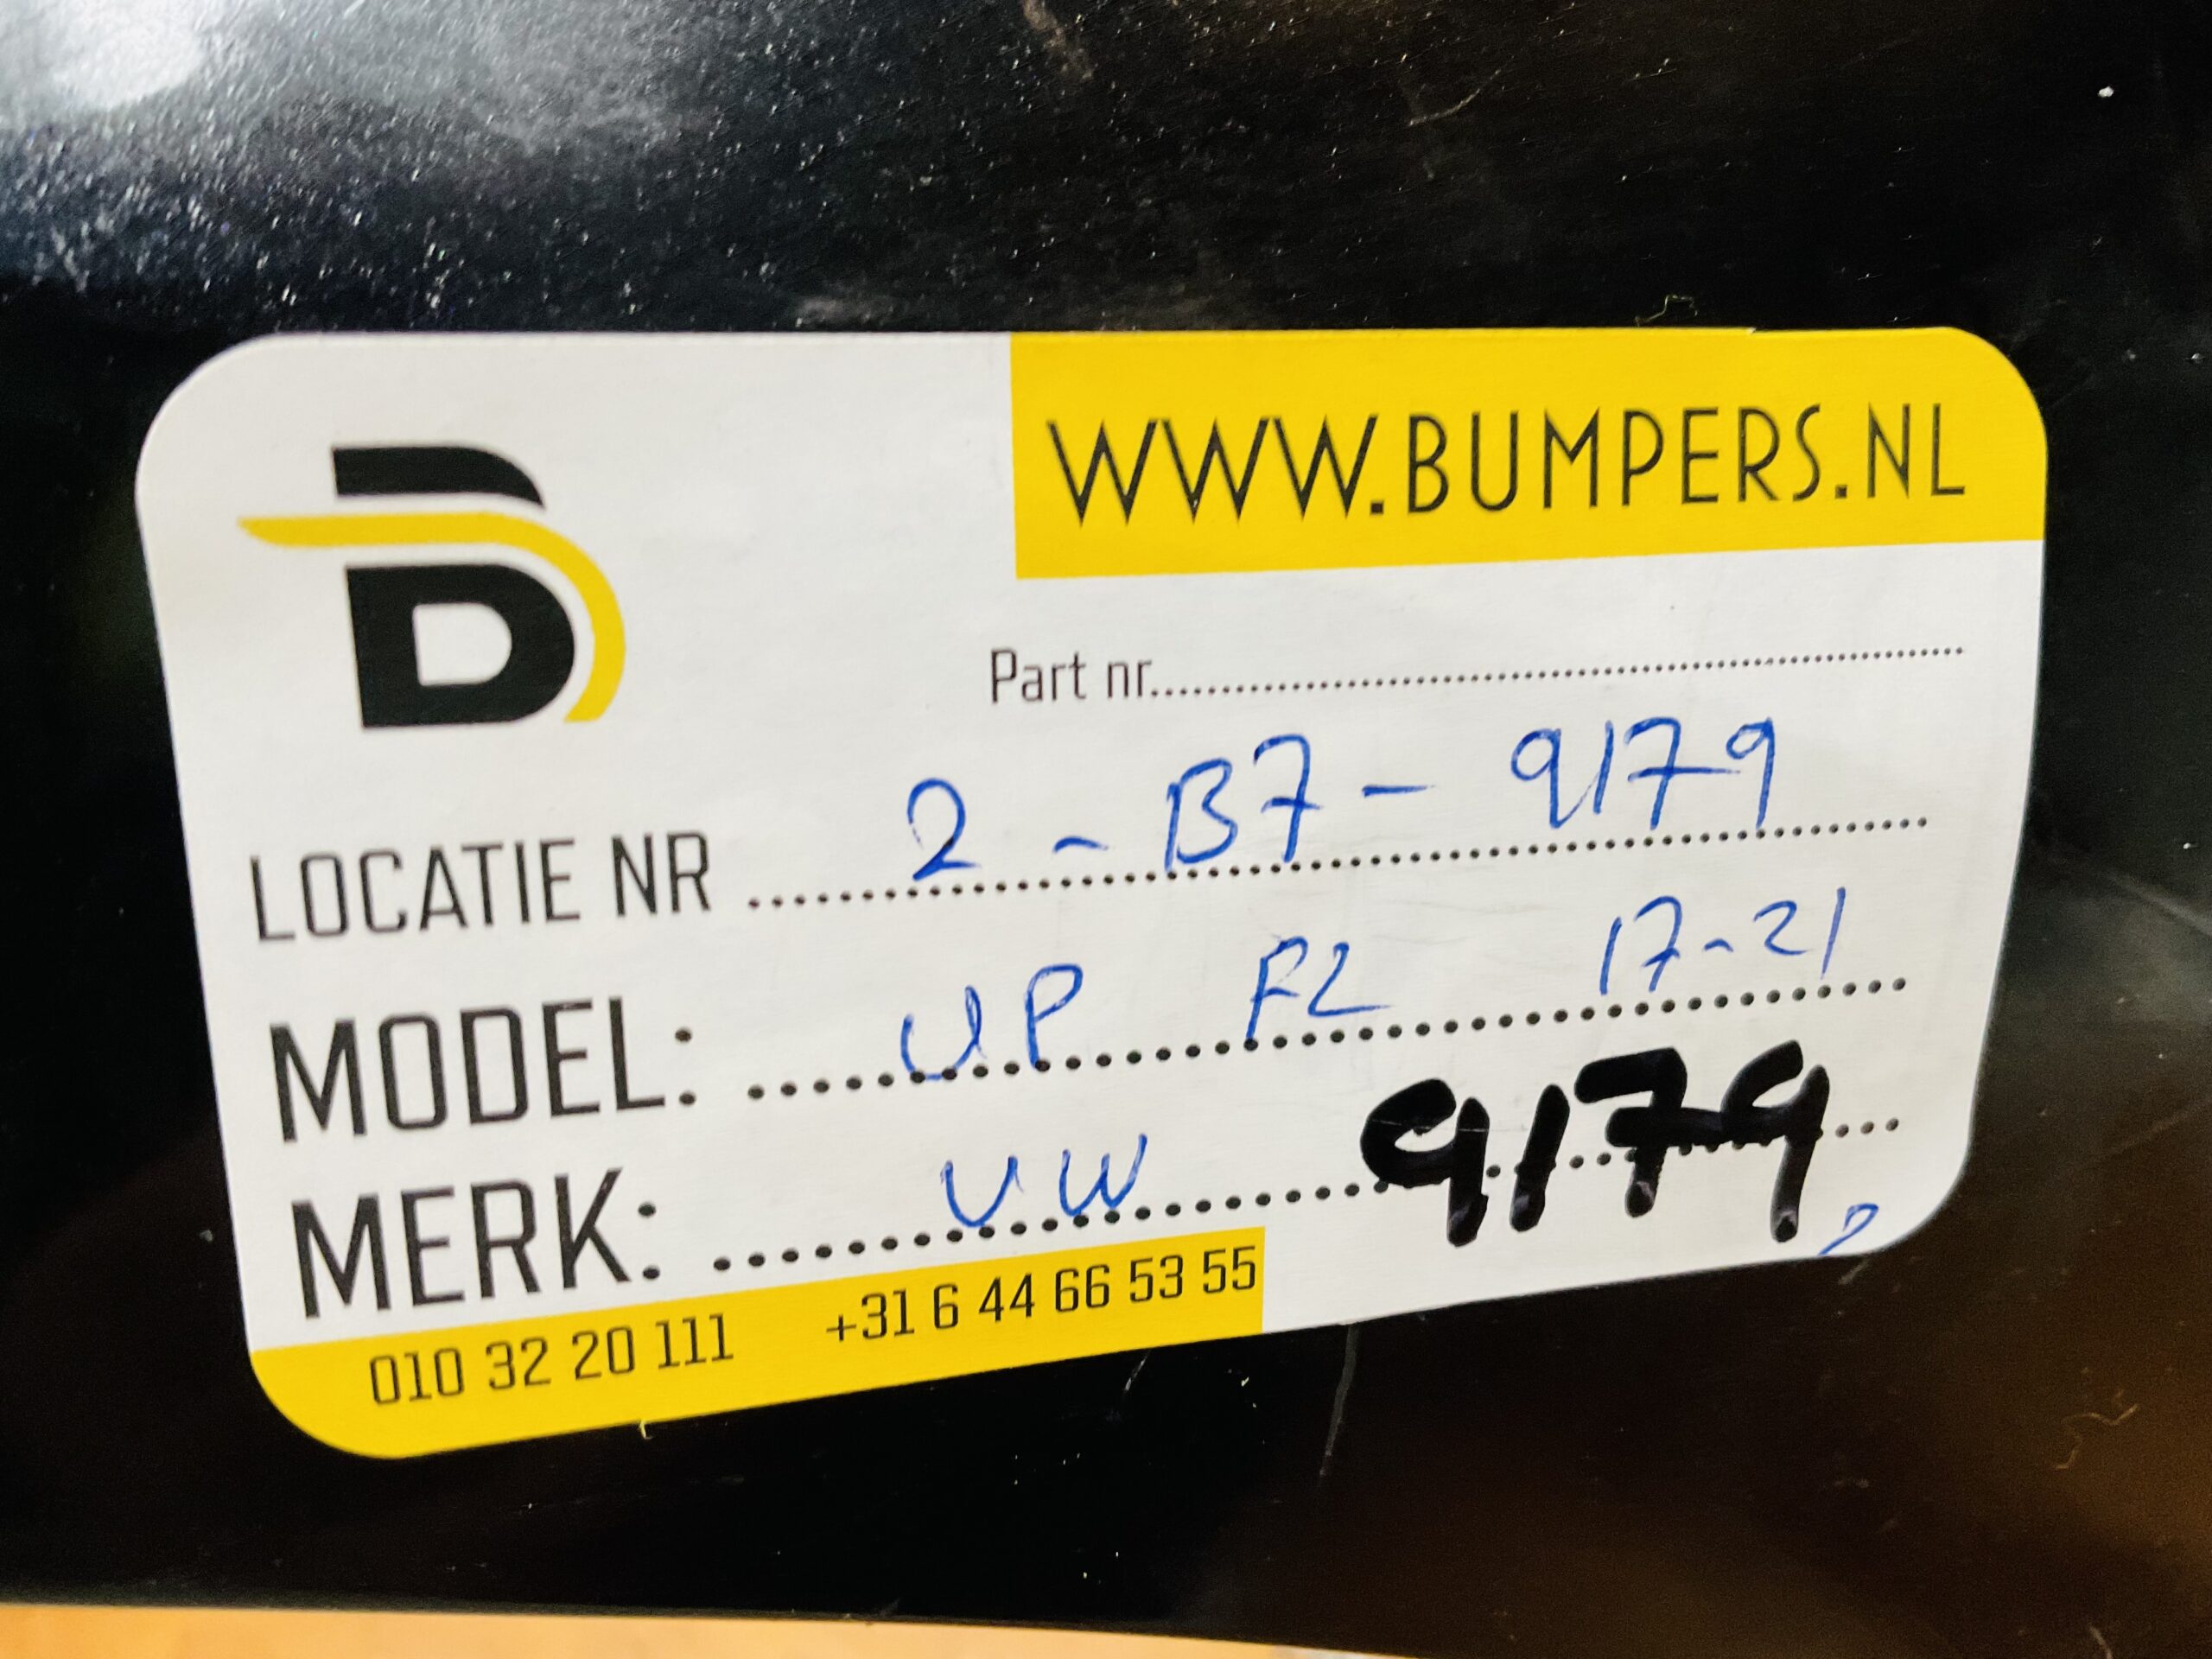 WWW.BUMPERS.NL
Part nr
LOCATIE NR 2 - B7 - 9179
MODEL: UP FL 17-21
MERK: VW 9179
010 32 20 111 +31 6 44 66 53 55